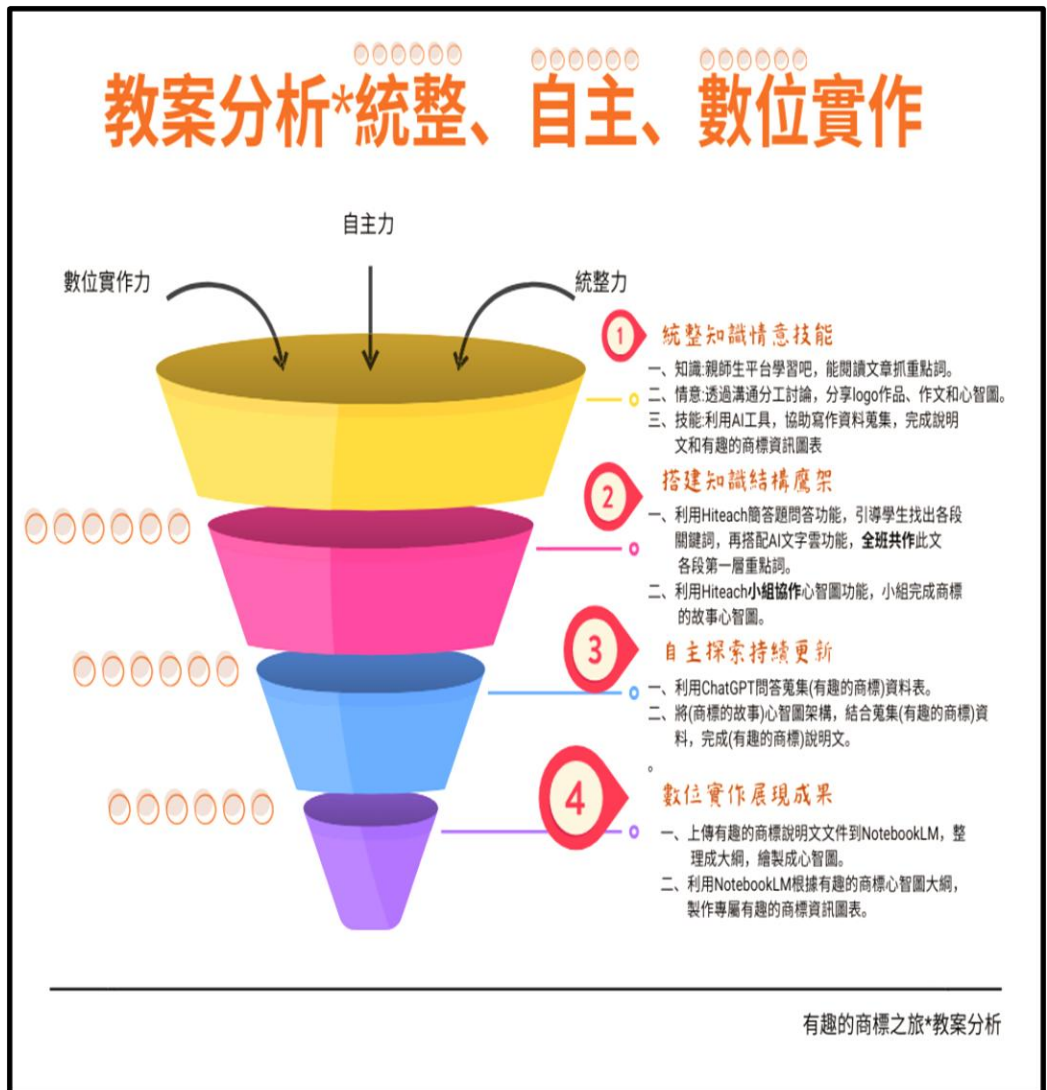 教案分析*統整、自主、數位實作
自主力
數位實作力
統整力
1
統整知識情意技能
一、知識:親師生平台學習吧，能閱讀文章抓重點詞。
二、情意:透過溝通分工討論，分享logo作品、作文和心智圖。
三、技能:利用AI工具，協助寫作資料蒐集，完成說明
文和有趣的商標資訊圖表
2
搭建知識結構鷹架
一、利用Hiteach簡答題問答功能，引導學生找出各段
關鍵詞，再搭配AI文字雲功能，全班共作此文
各段第一層重點詞。
二、利用Hiteach小組協作心智圖功能，小組完成商標
的故事心智圖。
3
自主探索持續更新
一、利用ChatGPT問答蒐集(有趣的商標)資料表。
二、將(商標的故事)心智圖架構，結合蒐集(有趣的商標)資
料，完成(有趣的商標)說明文。
。
4
數位實作展現成果
一、上傳有趣的商標說明文文件到NotebookLM，整
理成大綱，繪製成心智圖。
二、利用NotebookLM根據有趣的商標心智圖大綱，
製作專屬有趣的商標資訊圖表。
有趣的商標之旅*教案分析